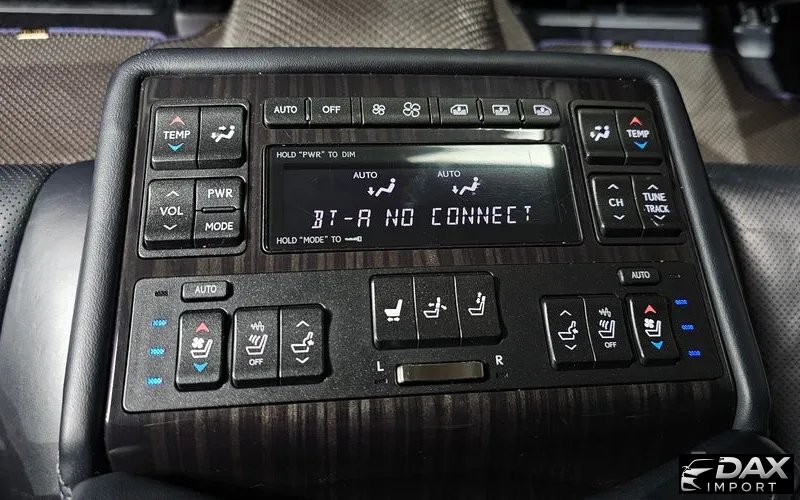 AUTO OFF
TEMP
TEMP
HOLD "PWR" TO DIM
AUTO AUTO
BT-A NO CONNECT
HOLD "MODE" TO
VOL
PWR
MODE
CH
TUNE
TRACK
AUTO
AUTO
OFF
OFF
L R
DAX
IMPORT